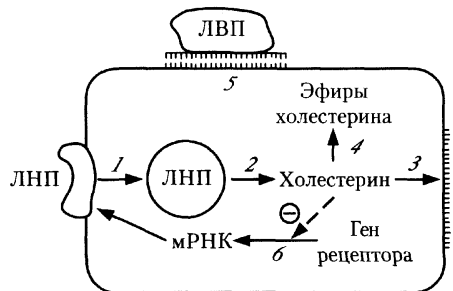 ЛВП
5
Эфиры
холестерина
4
ЛНП
1
ЛНП
2
Холестерин
3
⊖
мРНК
6
Ген
рецептора